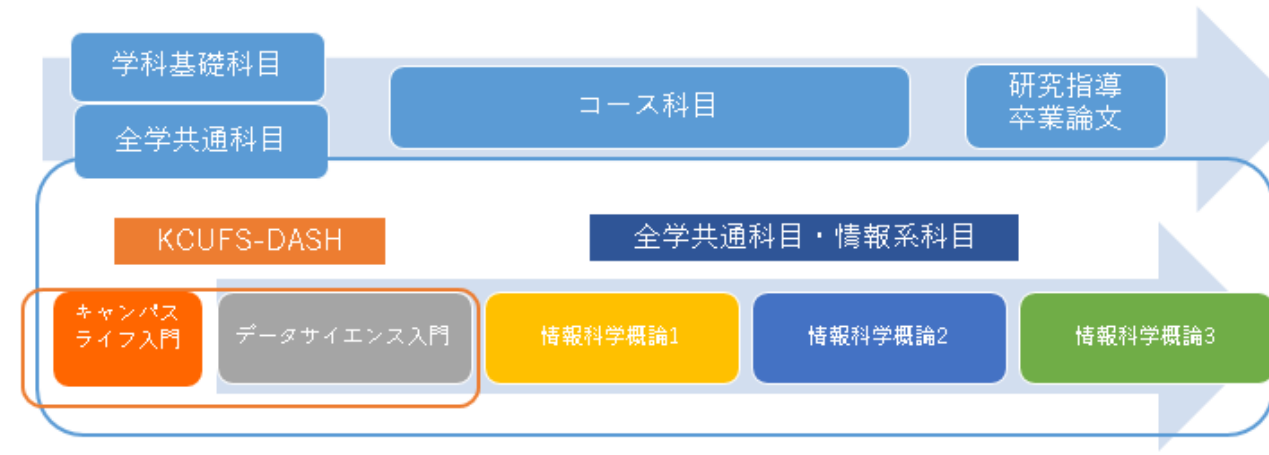 学科基礎科目
全学共通科目
コース科目
研究指導
卒業論文
KCUFS-DASH
全学共通科目・情報系科目
キャンパス
ライフ入門
データサイエンス入門
情報科学概論1
情報科学概論2
情報科学概論3